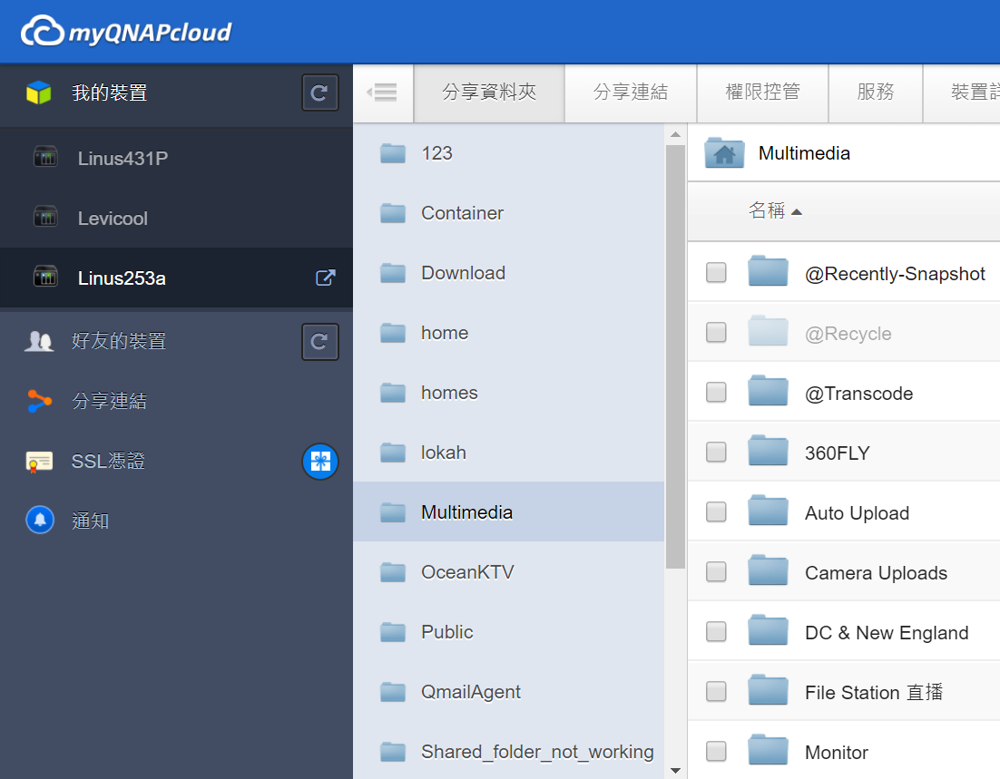 myQNAPcloud
我的裝置
Linus431P
Levicool
Linus253a
好友的裝置
分享連結
SSL憑證
通知
分享資料夾
分享連結
權限控管
服務
裝置詳
123
Container
Download
home
homes
lokah
Multimedia
OceanKTV
Public
QmailAgent
Shared_folder_not_working
Multimedia
名稱
@Recently-Snapshot
@Recycle
@Transcode
360FLY
Auto Upload
Camera Uploads
DC & New England
File Station 直播
Monitor